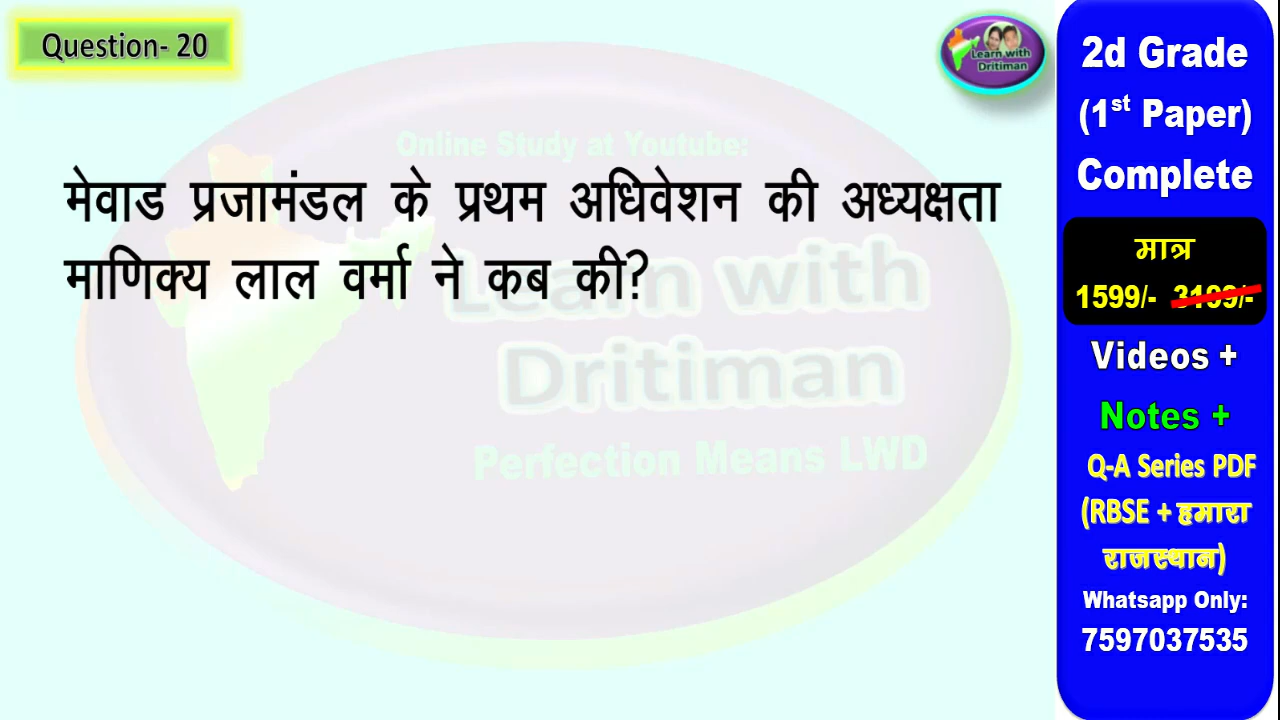 Question- 20
Learn with
Dritiman
Online Study at Youtube:
मेवाड प्रजामंडल के प्रथम अधिवेशन की अध्यक्षता
माणिक्य लाल वर्मा ने कब की?
Learn with
Dritiman
Perfection Means LWD
2d Grade
(1st Paper)
Complete
मात्र
1599/- 3199/-
Videos +
Notes +
Q-A Series PDF
(RBSE + हमारा
राजस्थान)
Whatsapp Only:
7597037535